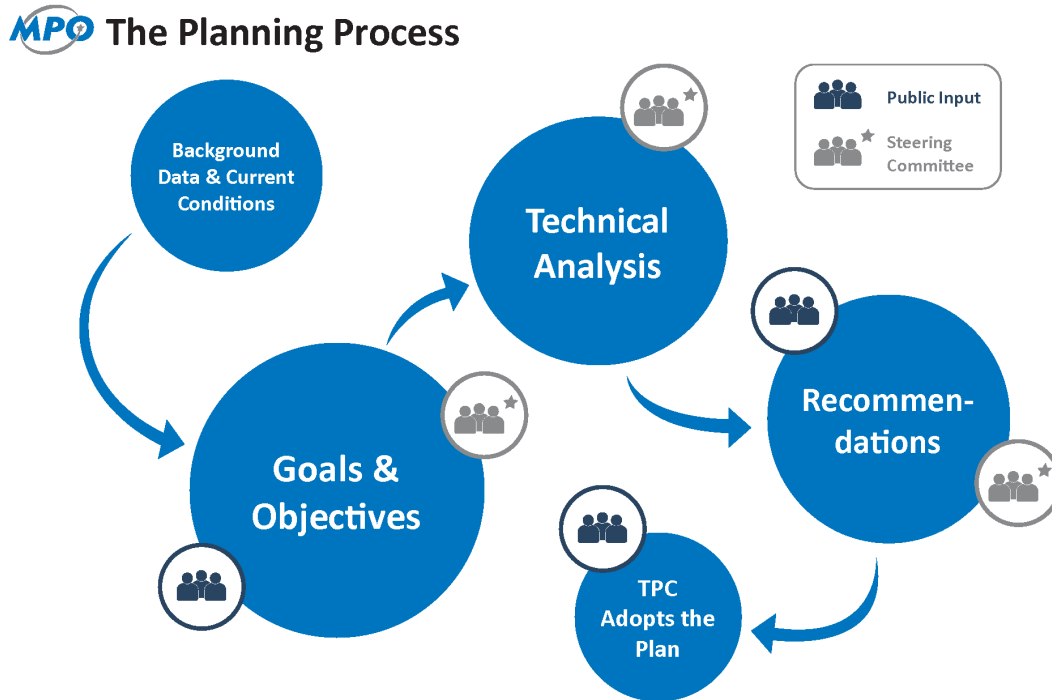 MPO The Planning Process
Background
Data & Current
Conditions
Technical
Analysis
Public Input
Steering
Committee
Goals &
Objectives
Recommen-
dations
TPC
Adopts the
Plan